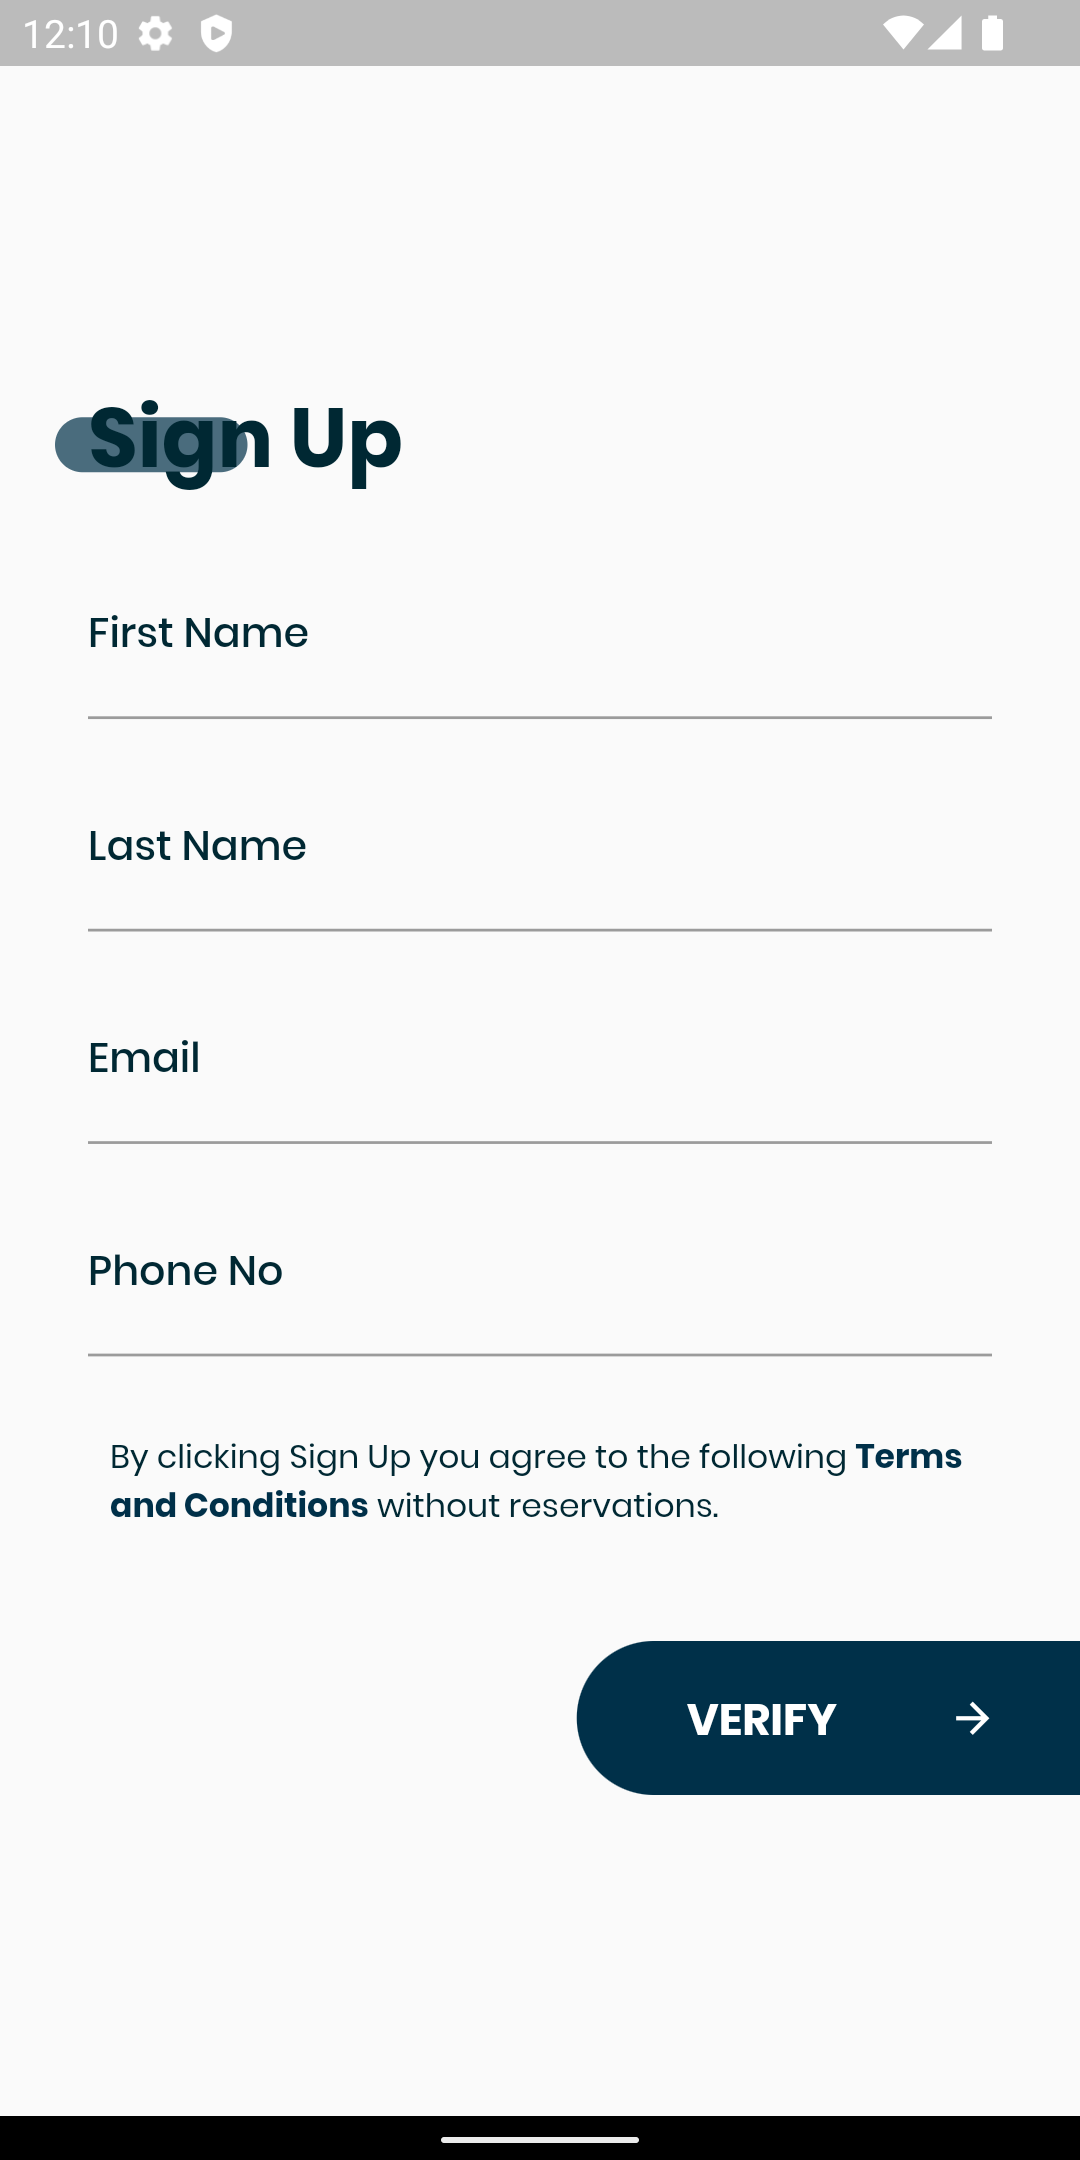 12:10
Sign Up
First Name
Last Name
Email
Phone No
By clicking Sign Up you agree to the following Terms
and Conditions without reservations.
VERIFY